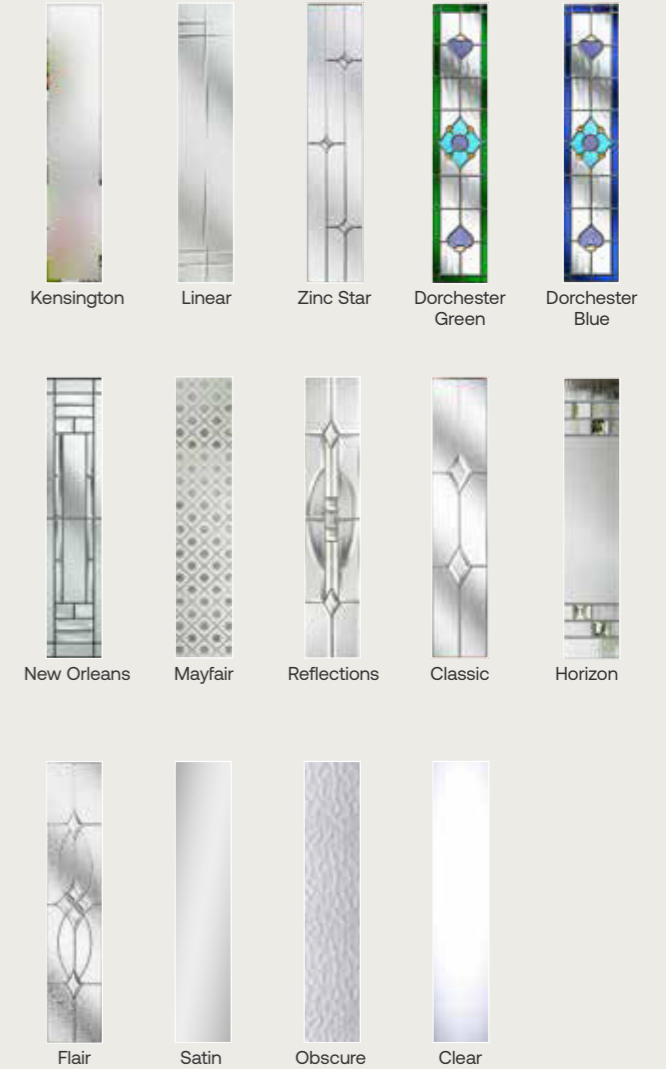 Kensington
Linear
Zinc Star
Dorchester
Green
Dorchester
Blue
New Orleans
Mayfair
Reflections
Classic
Horizon
Flair
Satin
Obscure
Clear